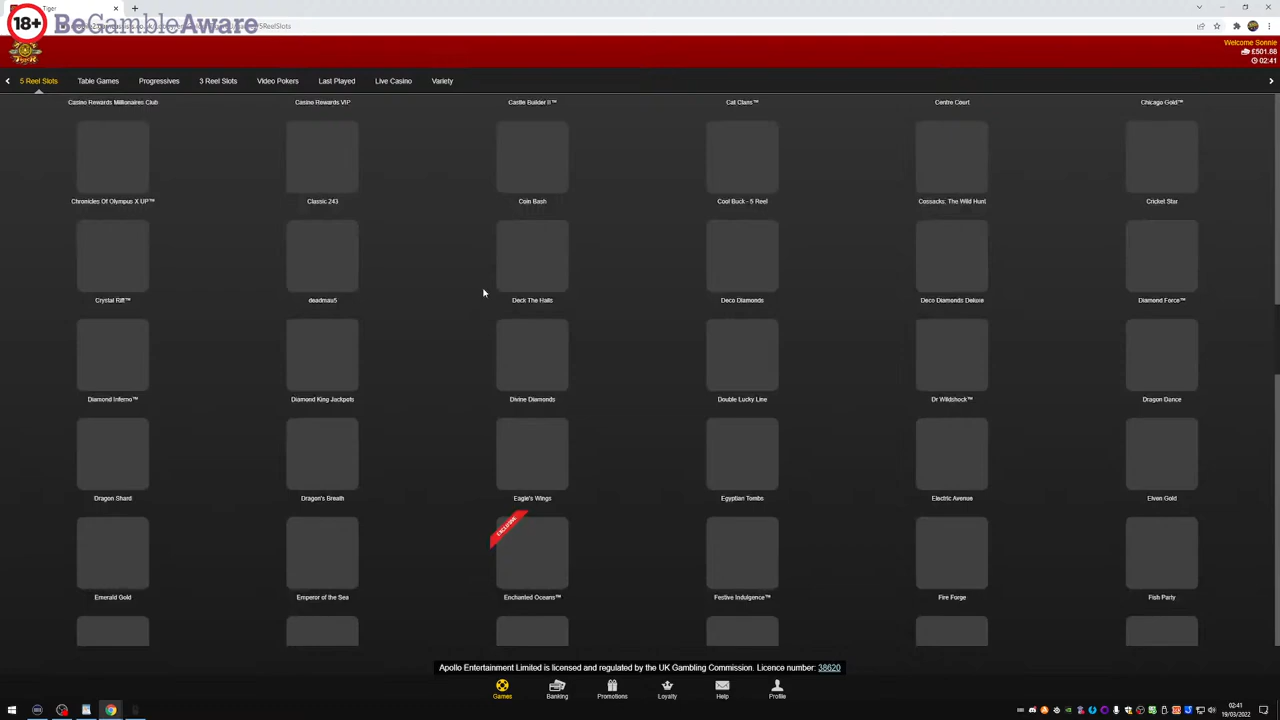 Tiger
18+ BeGambleAware
5ReelSlots
Welcome Sonnie
£501.88
02:41
5 Reel Slots Table Games Progressives 3 Reel Slots Video Pokers Last Played Live Casino Variety
Casino Rewards Millionaires Club Casino Rewards VIP Castle Builder II™ Cat Clans™ Centre Court Chicago Gold™
Chronicles Of Olympus X UP™ Classic 243 Coin Bash Cool Buck - 5 Reel Cossacks: The Wild Hunt Cricket Star
Crystal Rift™ deadmau5 Deck The Halls Deco Diamonds Deco Diamonds Deluxe Diamond Force™
Diamond Inferno™ Diamond King Jackpots Divine Diamonds Double Lucky Line Dr Wildshock™ Dragon Dance
Dragon Shard Dragon's Breath Eagle's Wings Egyptian Tombs Electric Avenue Elven Gold
EXCLUSIVE
Emerald Gold Emperor of the Sea Enchanted Oceans™ Festive Indulgence™ Fire Forge Fish Party
Apollo Entertainment Limited is licensed and regulated by the UK Gambling Commission. Licence number: 38620
Games Banking Promotions Loyalty Help Profile
02:41
19/03/2022